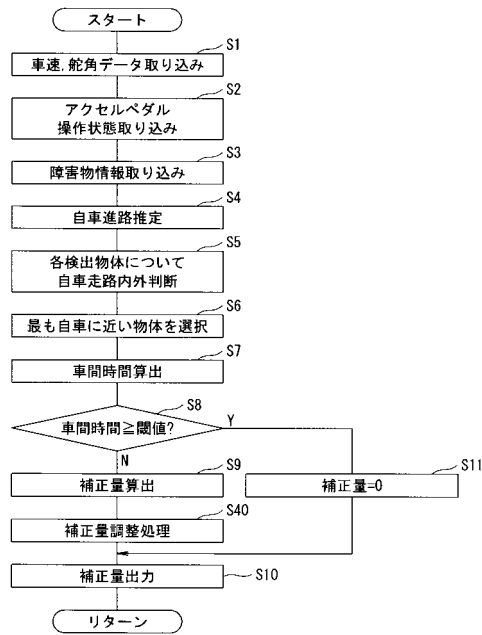 スタート
S1
車速,舵角データ取り込み
S2
アクセルペダル
操作状態取り込み
S3
障害物情報取り込み
S4
自車進路推定
S5
各検出物体について
自車走路内外判断
S6
最も自車に近い物体を選択
S7
車間時間算出
S8
車間時間≧閾値?
Y
N
S9
補正量算出
S11
補正量=0
S40
補正量調整処理
補正量出力
S10
リターン